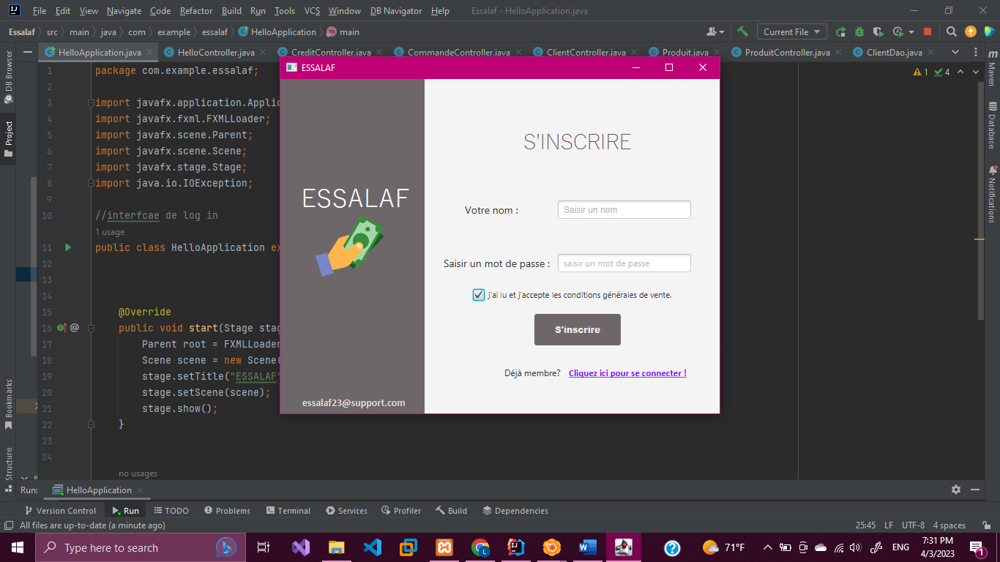 File Edit View Navigate Code Refactor Build Run Tools VCS Window DB Navigator Help Essalaf - HelloApplication.java
Essalaf src main java com example essalaf HelloApplication main Current File
HelloApplication.java HelloController.java CreditController.java CommandeController.java ClientController.java Produit.java ProduitController.java ClientDao.java
DB Browser
Project
Bookmarks
Structure
Maven
Database
Notifications
1 4
1 package com.example.essalaf;
2
3 import javafx.application.Applic
4 import javafx.fxml.FXMLLoader;
5 import javafx.scene.Parent;
6 import javafx.scene.Scene;
7 import javafx.stage.Stage;
8 import java.io.IOException;
9
10 //interfcae de log in
1 usage
11 public class HelloApplication ex
12
13
14
15 @Override
16 @ public void start(Stage stag
17 Parent root = FXMLLoader
18 Scene scene = new Scene(
19 stage.setTitle("ESSALAF"
20 stage.setScene(scene);
21 stage.show();
22 }
23
24
no usages
ESSALAF
ESSALAF
essalaf23@support.com
S'INSCRIRE
Votre nom : Saisir un nom
Saisir un mot de passe : saisir un mot de passe
j'ai lu et j'accepte les conditions générales de vente.
S'inscrire
Déjà membre? Cliquez ici pour se connecter !
Run: HelloApplication
Version Control Run TODO Problems Terminal Services Profiler Build Dependencies
All files are up-to-date (a minute ago) 25:45 LF UTF-8 4 spaces
Type here to search 71°F ENG 7:31 PM
4/3/2023 1